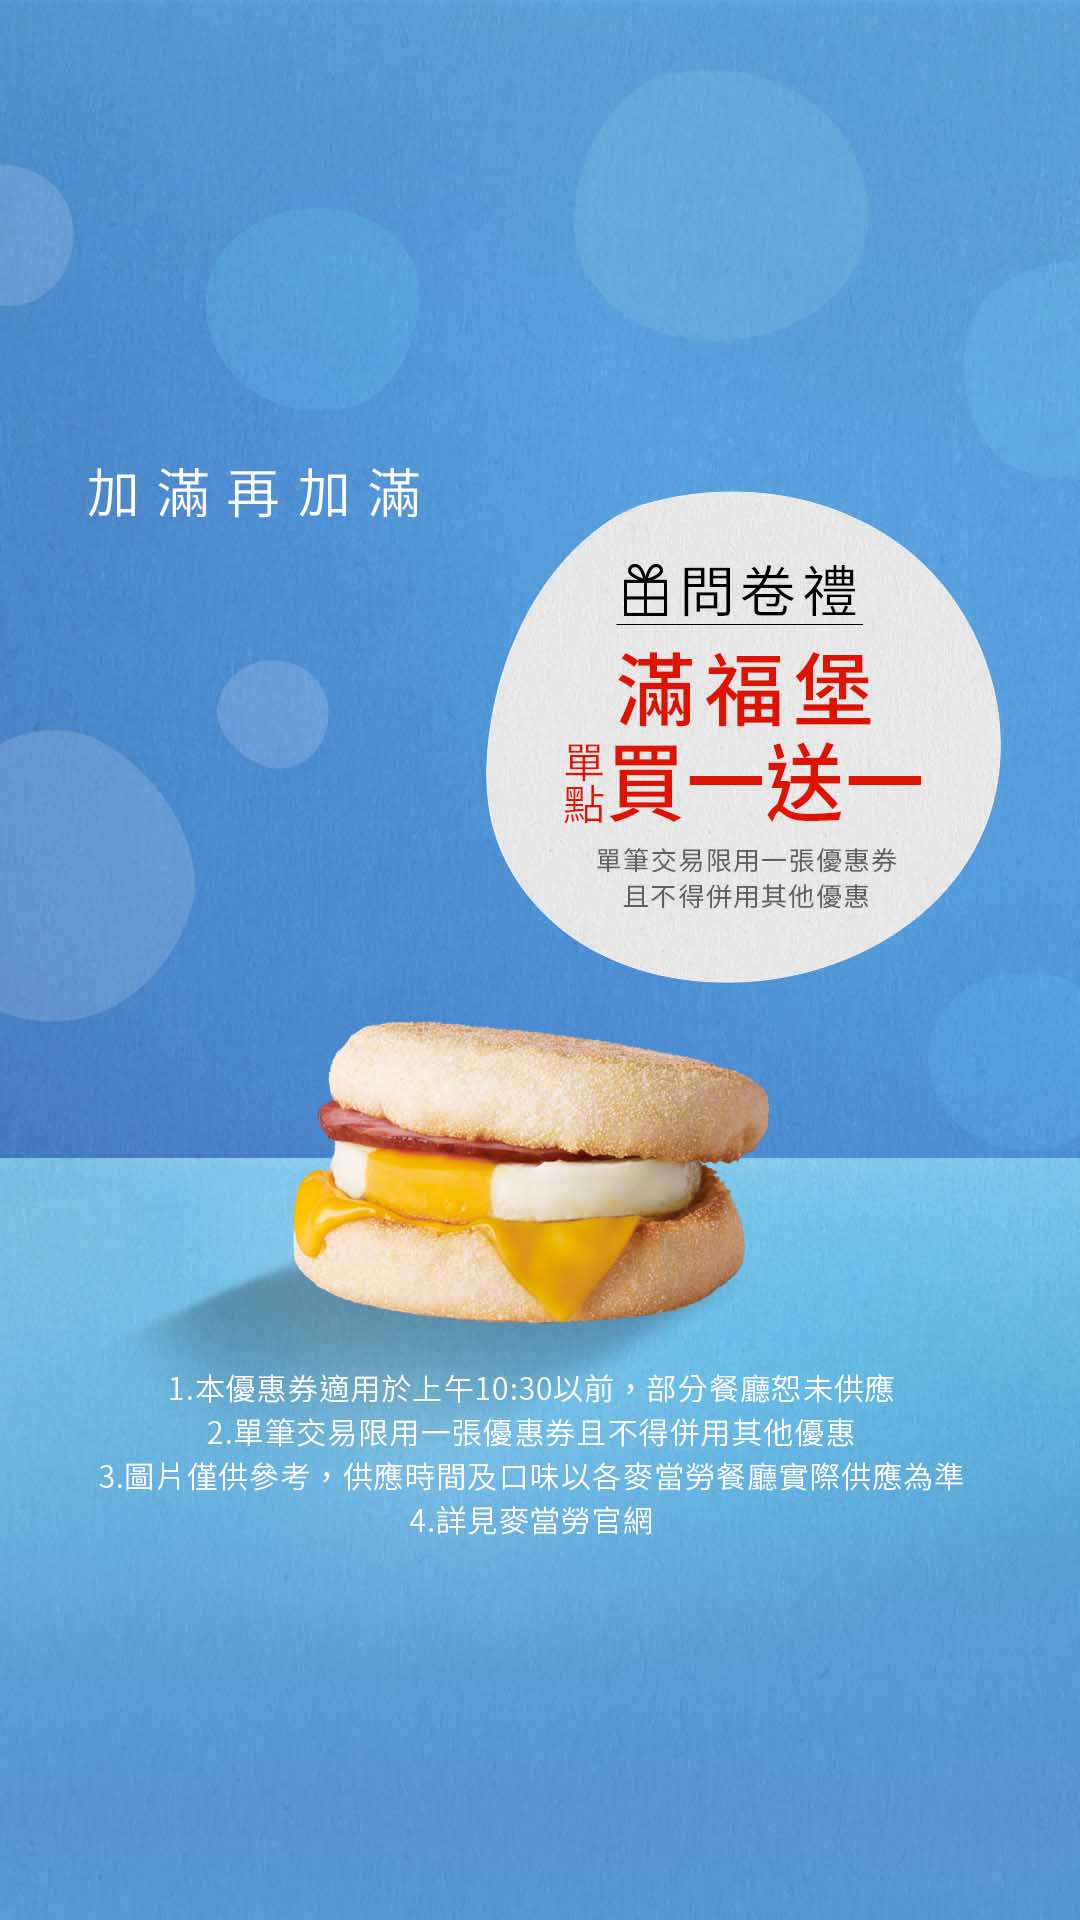 加滿再加滿
問卷禮
滿福堡
單點買一送一
單筆交易限用一張優惠券
且不得併用其他優惠
1.本優惠券適用於上午10:30以前，部分餐廳恕未供應
2.單筆交易限用一張優惠券且不得併用其他優惠
3.圖片僅供參考，供應時間及口味以各麥當勞餐廳實際供應為準
4.詳見麥當勞官網